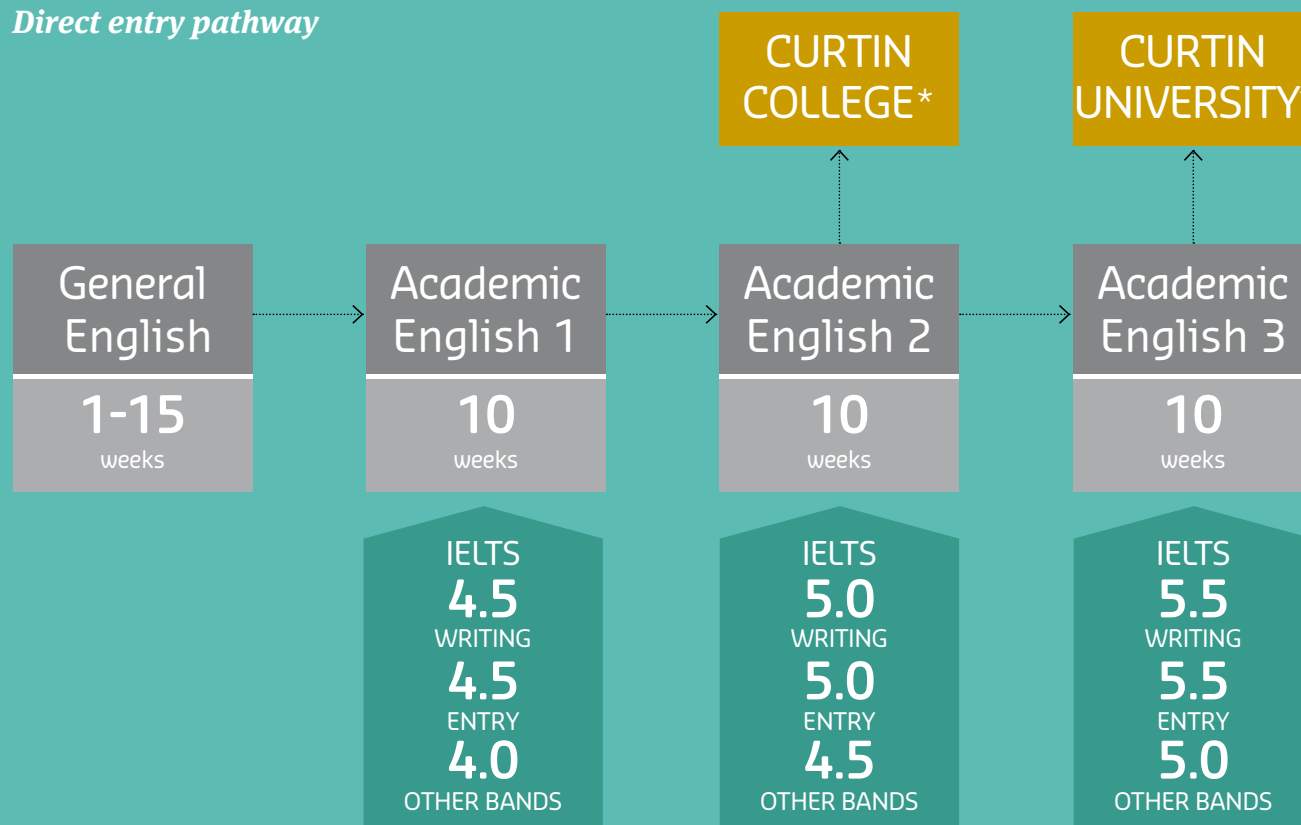 Direct entry pathway
CURTIN
COLLEGE*
CURTIN
UNIVERSITY
General
English
1-15
weeks
Academic
English 1
10
weeks
Academic
English 2
10
weeks
Academic
English 3
10
weeks
IELTS
4.5
WRITING
4.5
ENTRY
4.0
OTHER BANDS
IELTS
5.0
WRITING
5.0
ENTRY
4.5
OTHER BANDS
IELTS
5.5
WRITING
5.5
ENTRY
5.0
OTHER BANDS